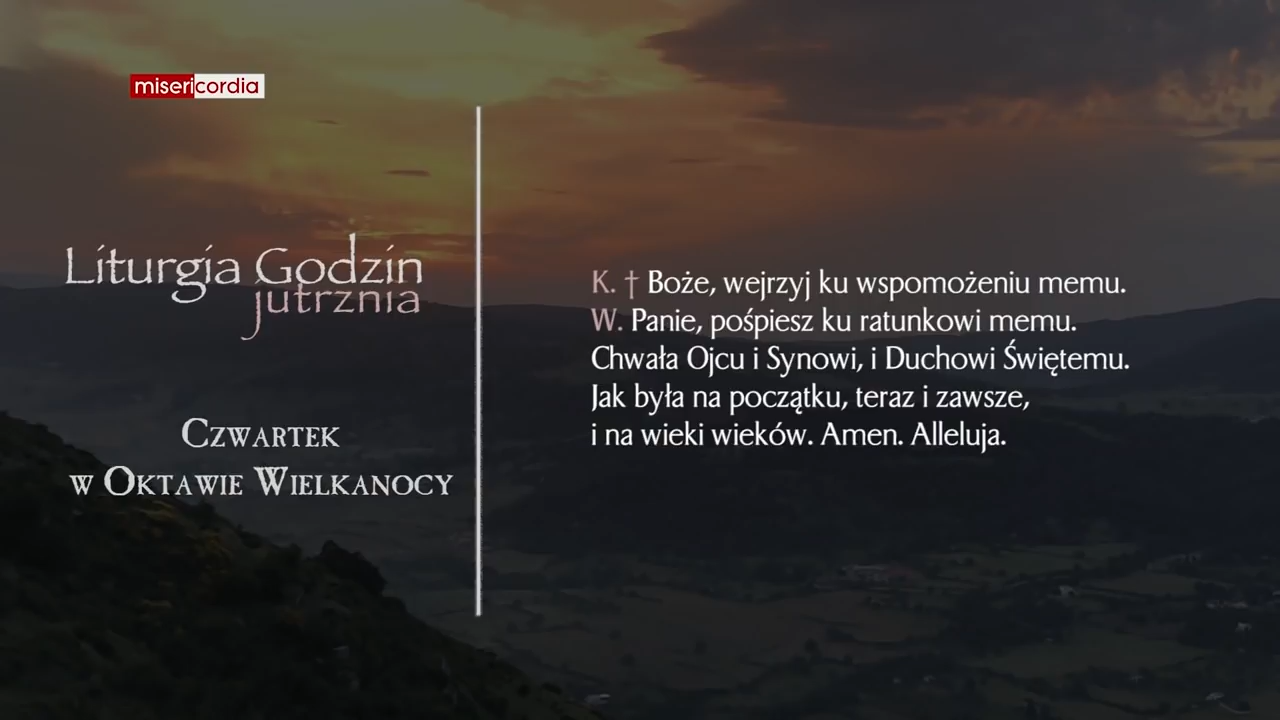 misericordia
Liturgia Godzin
jutrznia
Czwartek
w Oktawie Wielkanocy
K. † Boże, wejrzyj ku wspomożeniu memu.
W. Panie, pośpiesz ku ratunkowi memu.
Chwała Ojcu i Synowi, i Duchowi Świętemu.
Jak była na początku, teraz i zawsze,
i na wieki wieków. Amen. Alleluja.